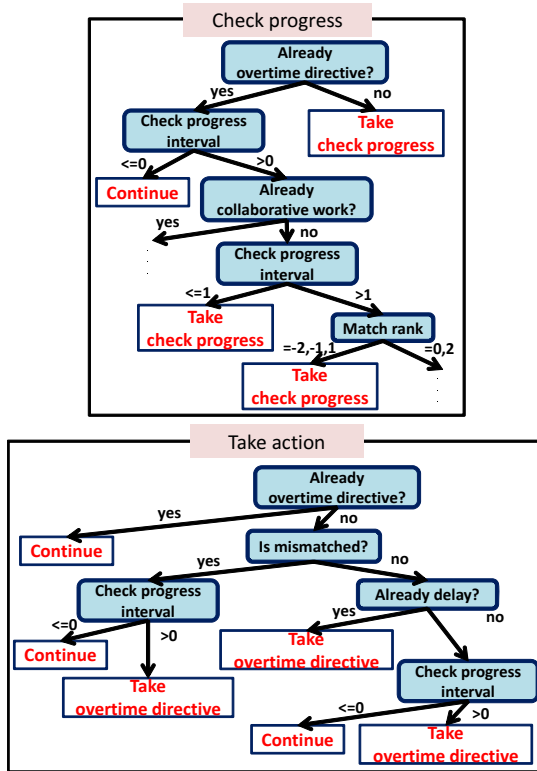 Check progress
Already
overtime directive?
yes
no
Check progress
interval
Take
check progress
<=0
>0
Continue
Already
collaborative work?
yes
no
Check progress
interval
<=1
>1
Take
check progress
Match rank
=-2,-1,1
=0,2
Take
check progress
Take action
Already
overtime directive?
yes
no
Continue
Is mismatched?
yes
no
Check progress
interval
Already delay?
<=0
>0
yes
no
Continue
Take
overtime directive
Take
overtime directive
Check progress
interval
<=0
>0
Continue
Take
overtime directive